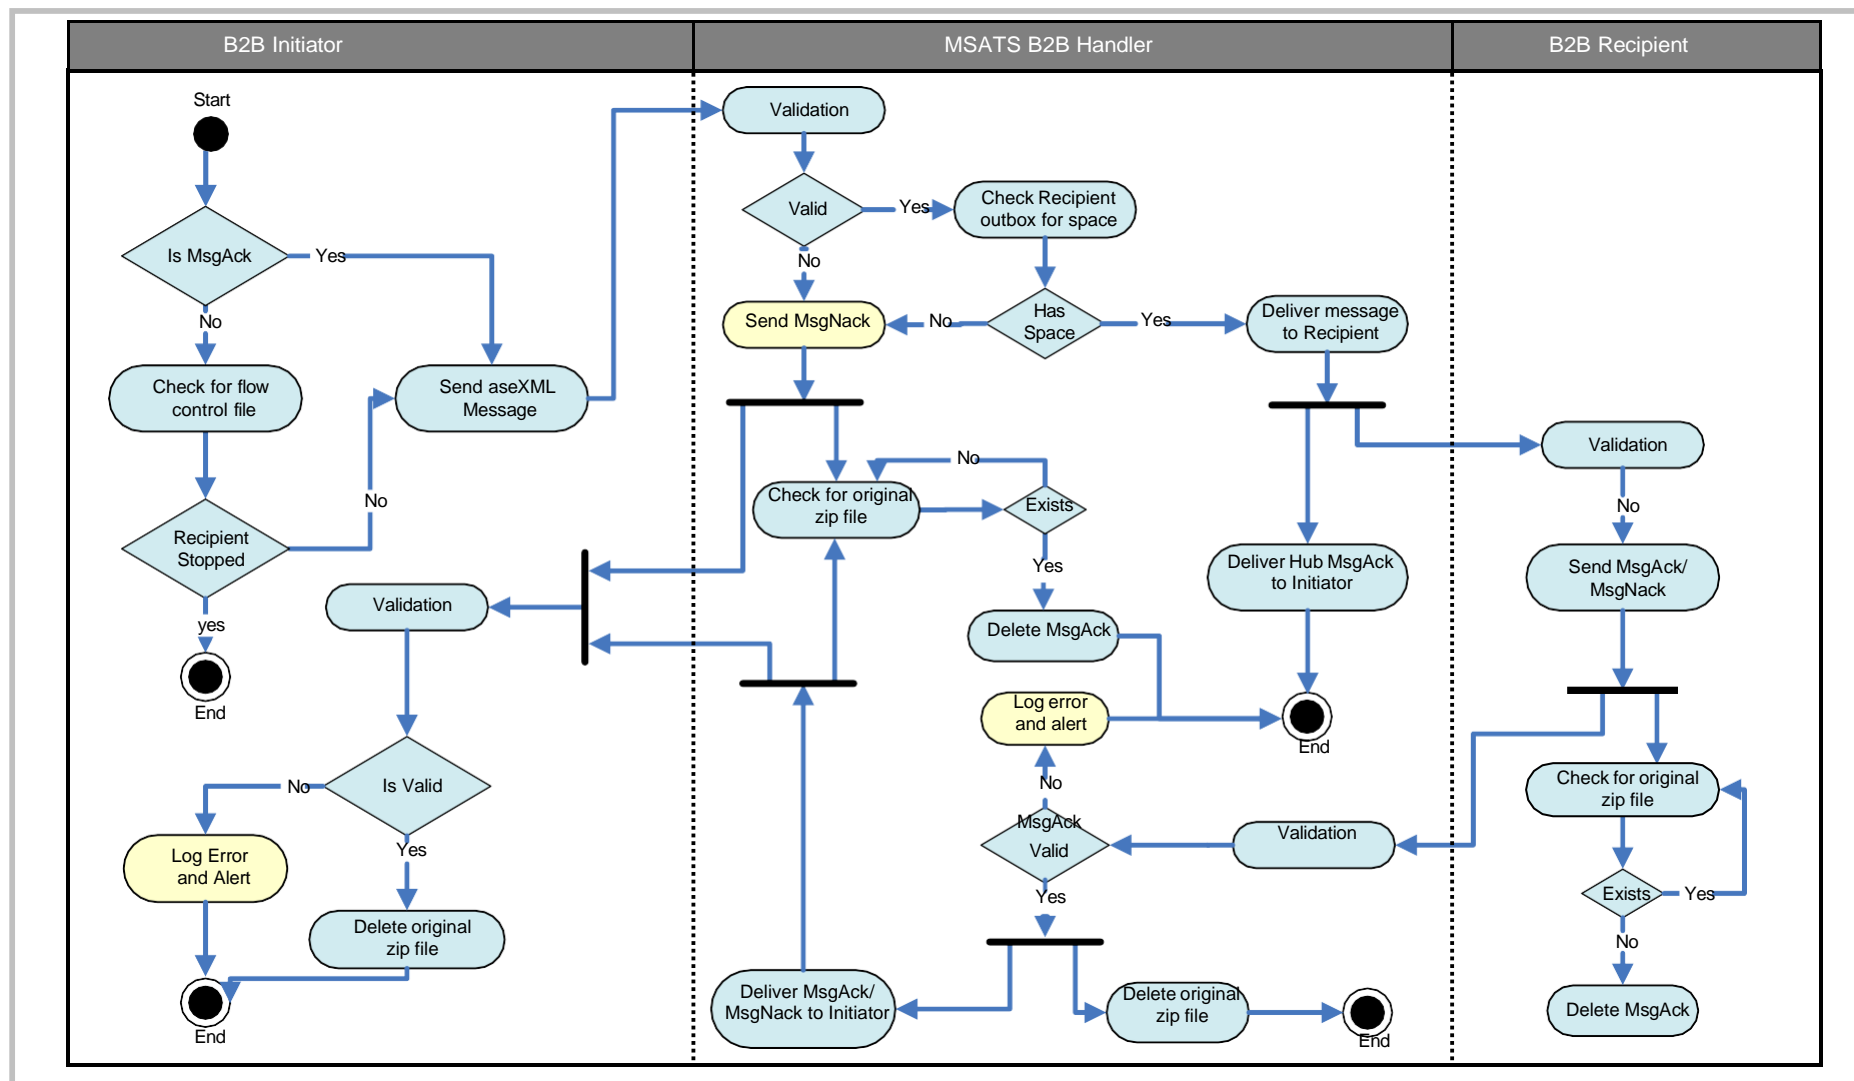 B2B Initiator
MSATS B2B Handler
B2B Recipient
Start
Is MsgAck
Yes
No
Check for flow
control file
Send aseXML
Message
No
Recipient
Stopped
yes
End
Validation
Is Valid
No
Yes
Log Error
and Alert
Delete original
zip file
End
Validation
Valid
Yes
Check Recipient
outbox for space
No
Send MsgNack
No
Has
Space
Yes
Deliver message
to Recipient
Check for original
zip file
No
Exists
Yes
Delete MsgAck
Deliver Hub MsgAck
to Initiator
Log error
and alert
End
No
MsgAck
Valid
Validation
Yes
Deliver MsgAck/
MsgNack to Initiator
Delete original
zip file
End
Validation
No
Send MsgAck/
MsgNack
Check for original
zip file
Exists
Yes
No
Delete MsgAck